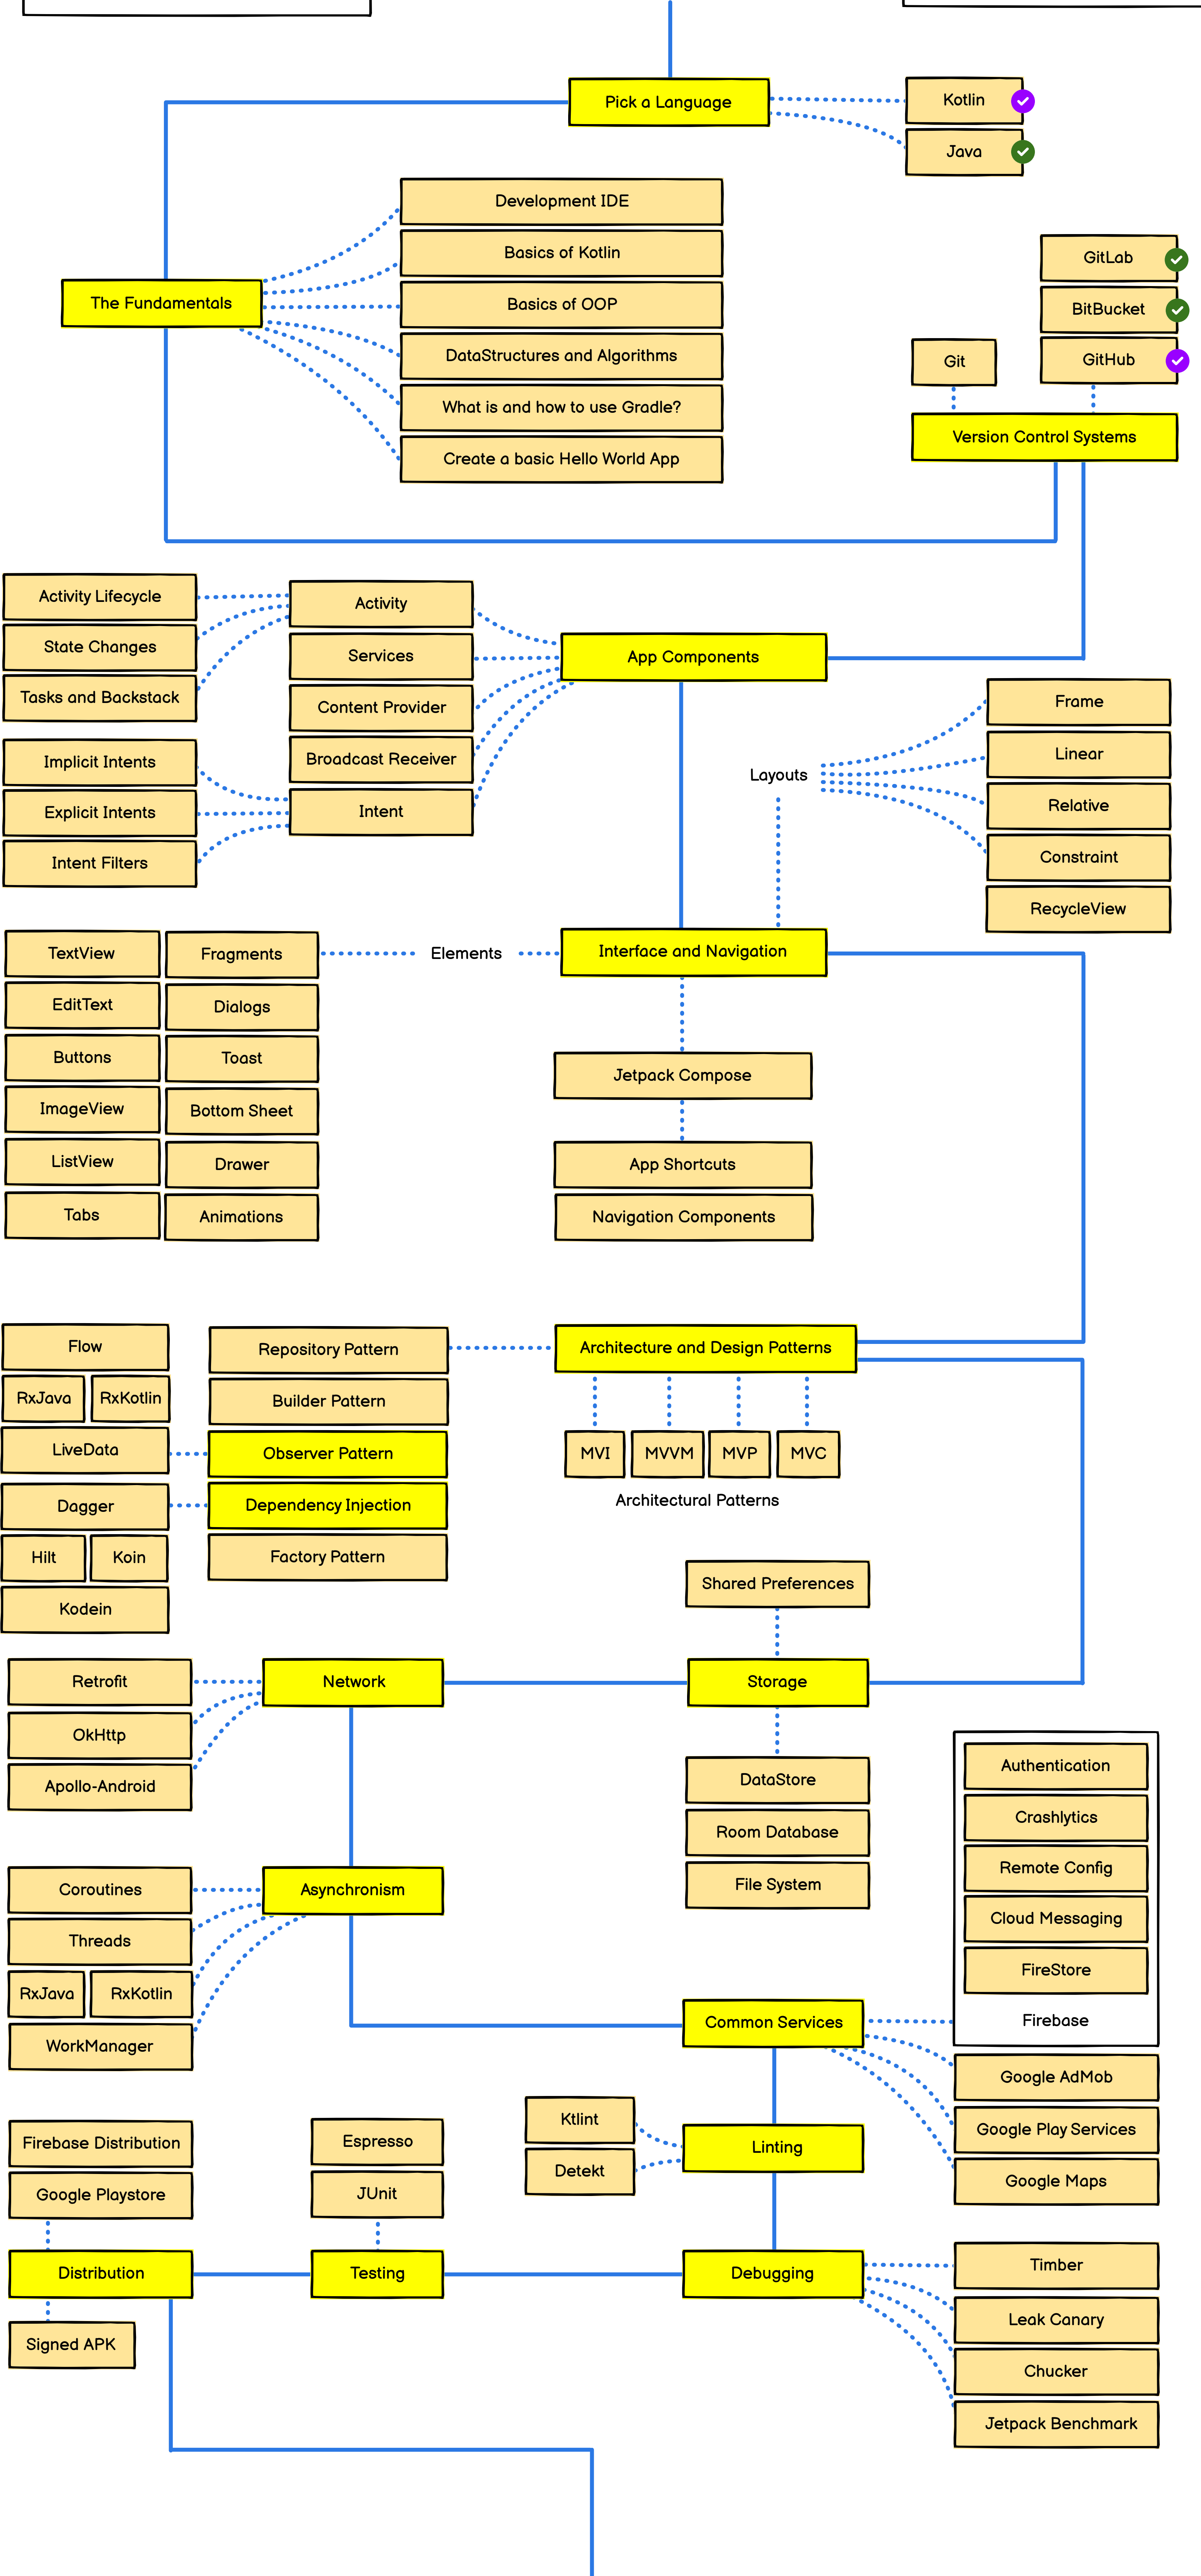 Pick a Language
Kotlin
Java
Development IDE
Basics of Kotlin
Basics of OOP
DataStructures and Algorithms
What is and how to use Gradle?
Create a basic Hello World App
The Fundamentals
GitLab
BitBucket
GitHub
Git
Version Control Systems
Activity Lifecycle
State Changes
Tasks and Backstack
Implicit Intents
Explicit Intents
Intent Filters
Activity
Services
Content Provider
Broadcast Receiver
Intent
App Components
Layouts
Frame
Linear
Relative
Constraint
RecycleView
TextView
Fragments
Elements
Interface and Navigation
EditText
Dialogs
Buttons
Toast
ImageView
Bottom Sheet
ListView
Drawer
Tabs
Animations
Jetpack Compose
App Shortcuts
Navigation Components
Flow
RxJava
RxKotlin
LiveData
Dagger
Hilt
Koin
Kodein
Repository Pattern
Builder Pattern
Observer Pattern
Dependency Injection
Factory Pattern
Architecture and Design Patterns
MVI
MVVM
MVP
MVC
Architectural Patterns
Shared Preferences
Storage
DataStore
Room Database
File System
Network
Retrofit
OkHttp
Apollo-Android
Asynchronism
Coroutines
Threads
RxJava
RxKotlin
WorkManager
Authentication
Crashlytics
Remote Config
Cloud Messaging
FireStore
Firebase
Common Services
Google AdMob
Google Play Services
Google Maps
Ktlint
Detekt
Linting
Firebase Distribution
Google Playstore
Distribution
Signed APK
Espresso
JUnit
Testing
Debugging
Timber
Leak Canary
Chucker
Jetpack Benchmark